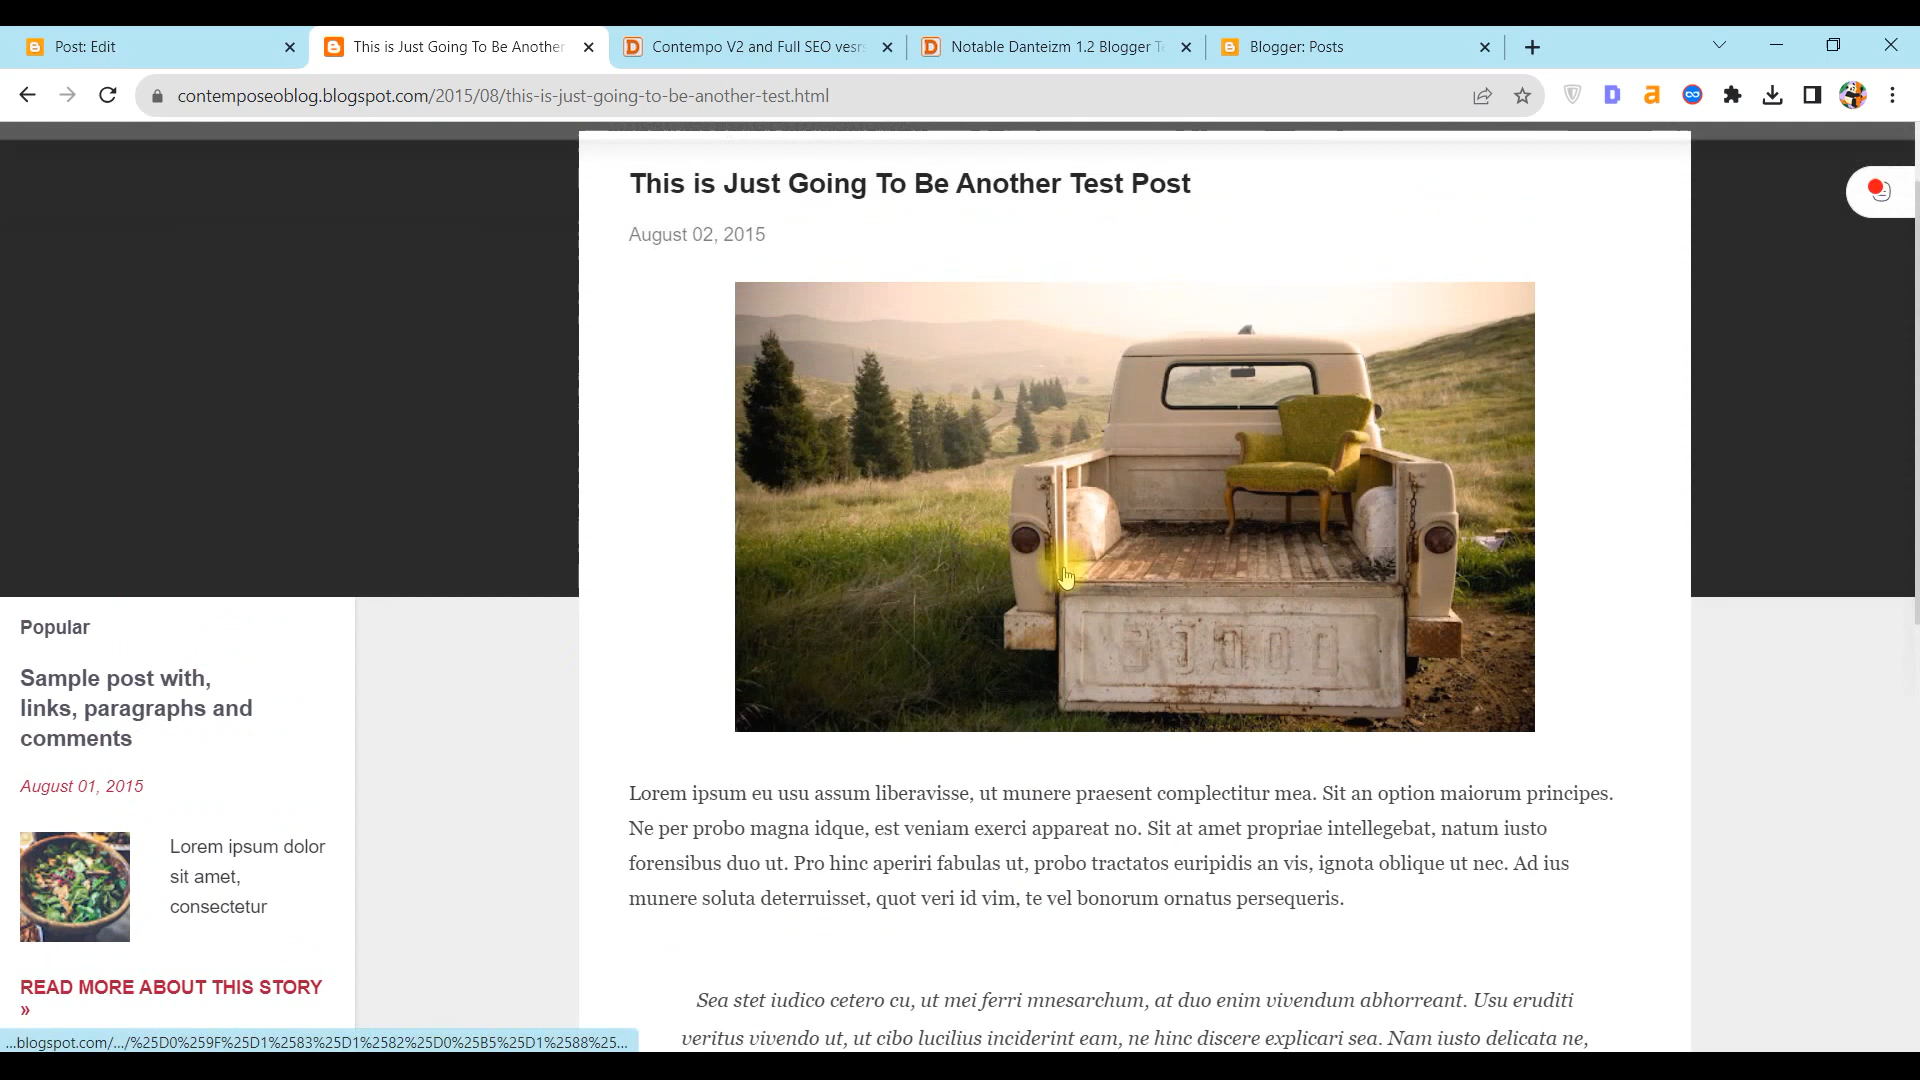 Post: Edit
This is Just Going To Be Another
Contempo V2 and Full SEO vesrs
Notable Danteizm 1.2 Blogger Te
Blogger: Posts
contemposeoblog.blogspot.com/2015/08/this-is-just-going-to-be-another-test.html
This is Just Going To Be Another Test Post
August 02, 2015
Lorem ipsum eu usu assum liberavisse, ut munere praesent complectitur mea. Sit an option maiorum principes.
Ne per probo magna idque, est veniam exerci appareat no. Sit at amet propriae intellegebat, natum iusto
forensibus duo ut. Pro hinc aperiri fabulas ut, probo tractatos euripidis an vis, ignota oblique ut nec. Ad ius
munere soluta deterruisset, quot veri id vim, te vel bonorum ornatus persequeris.
Sea stet iudico cetero cu, ut mei ferri mnesarchum, at duo enim vivendum abhorreant. Usu eruditi
veritus vivendo ut, ut cibo lucilius inciderint eam, ne hinc discere explicari sea. Nam iusto delicata ne,
Popular
Sample post with,
links, paragraphs and
comments
August 01, 2015
Lorem ipsum dolor
sit amet,
consectetur
READ MORE ABOUT THIS STORY
»
...blogspot.com/.../%25D0%259F%25D1%2583%25D1%2582%25D0%25B5%25D1%2588%25...